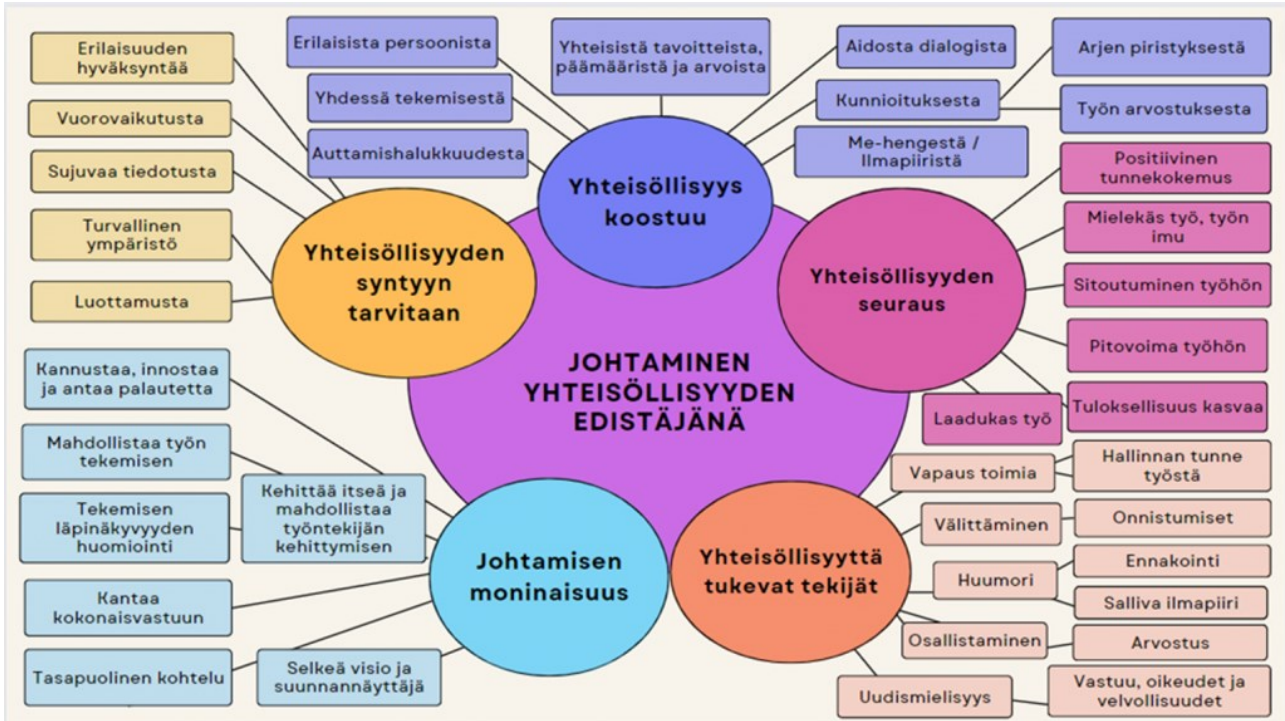 Erilaisuuden
hyväksyntää
Vuorovaikutusta
Sujuvaa tiedotusta
Turvallinen
ympäristö
Luottamusta
Yhteisöllisyyden
syntyyn
tarvitaan
Erilaisista persoonista
Yhdessä tekemisestä
Auttamishalukkuudesta
Yhteisistä tavoitteista,
päämääristä ja arvoista
Aidosta dialogista
Kunnioituksesta
Me-hengestä /
Ilmapiiristä
Arjen piristyksestä
Työn arvostuksesta
Yhteisöllisyys
koostuu
Positiivinen
tunnekokemus
Mielekäs työ, työn
imu
Sitoutuminen työhön
Pitovoima työhön
Tuloksellisuus kasvaa
Laadukas työ
Yhteisöllisyyden
seuraus
JOHTAMINEN
YHTEISÖLLISYYDEN
EDISTÄJÄNÄ
Kannustaa, innostaa
ja antaa palautetta
Mahdollistaa työn
tekemisen
Tekemisen
läpinäkyvyyden
huomiointi
Kehittää itseä ja
mahdollistaa
työntekijän
kehittymisen
Kantaa
kokonaisvastuun
Tasapuolinen kohtelu
Selkeä visio ja
suunnannäyttäjä
Johtamisen
moninaisuus
Yhteisöllisyyttä
tukevat tekijät
Vapaus toimia
Hallinnan tunne
työstä
Välittäminen
Onnistumiset
Huumori
Ennakointi
Salliva ilmapiiri
Osallistaminen
Arvostus
Uudismielisyys
Vastuu, oikeudet ja
velvollisuudet